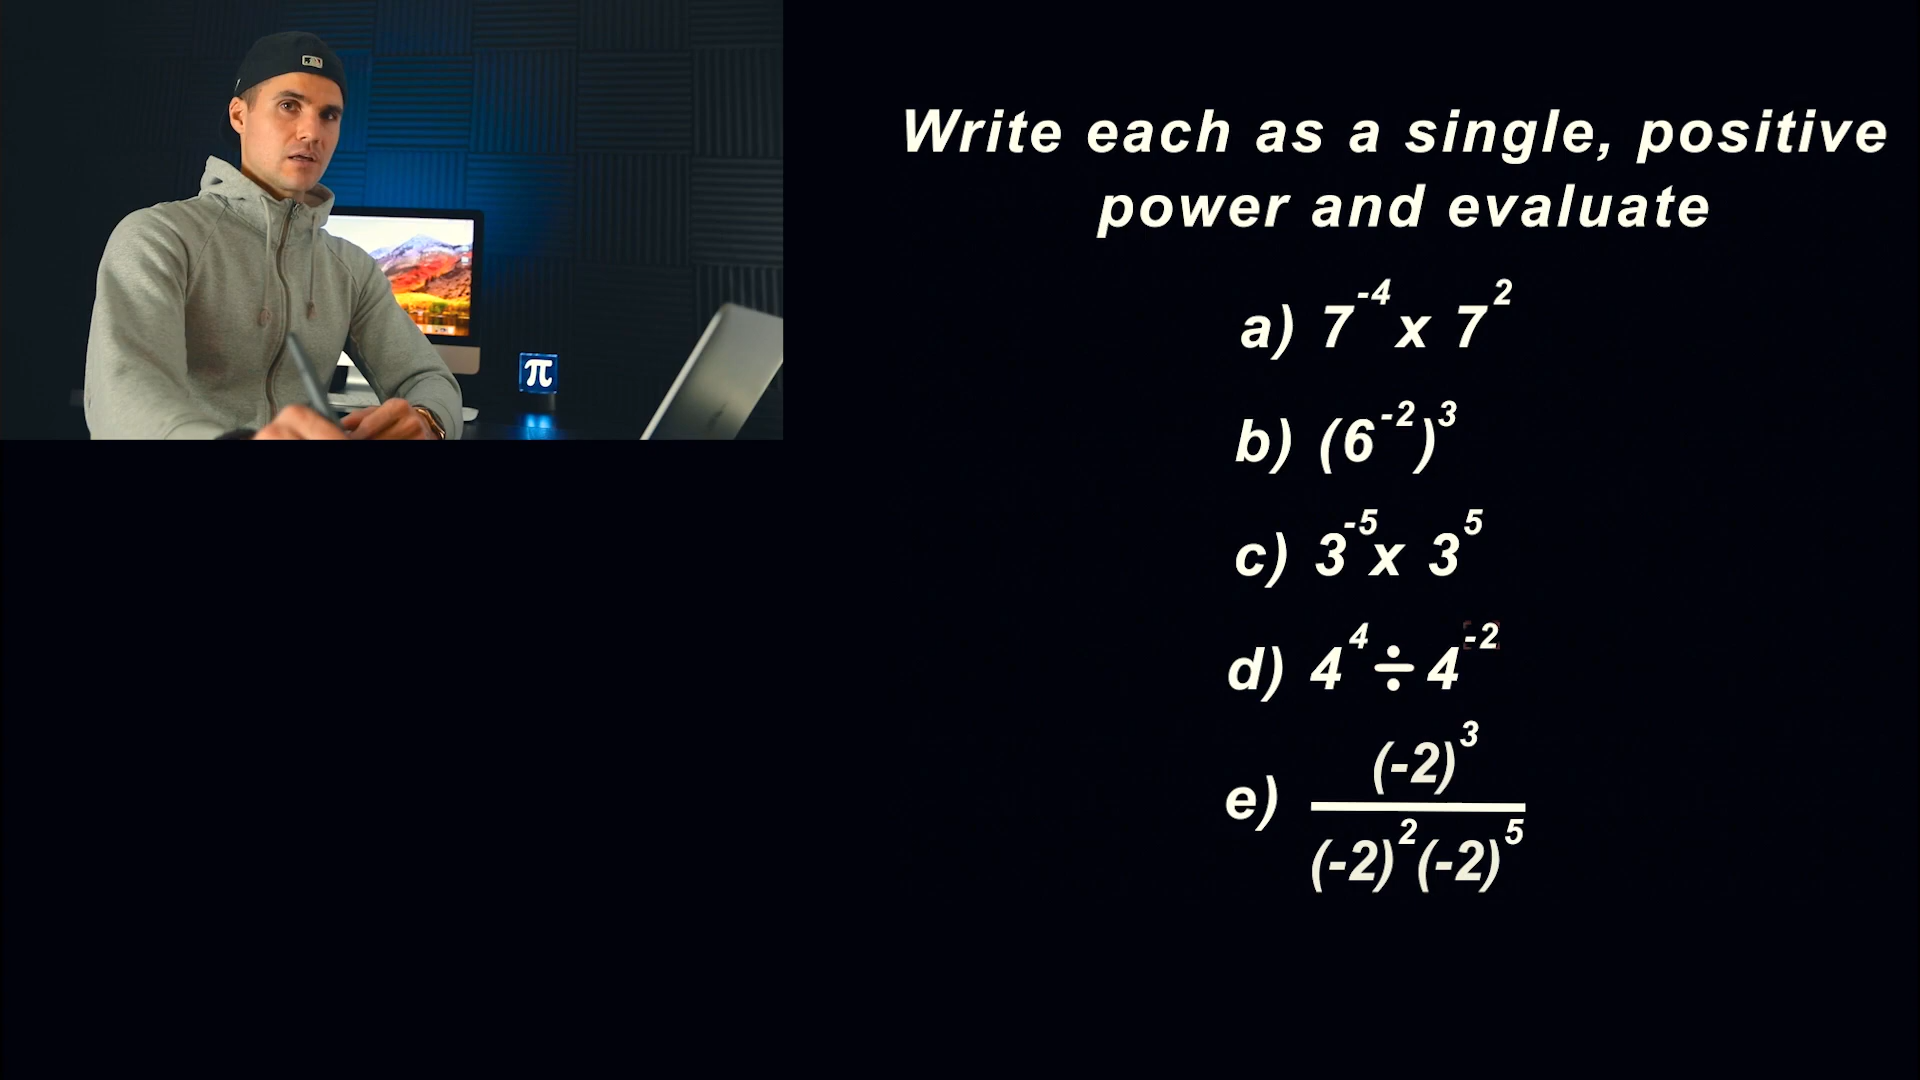 Write each as a single, positive
power and evaluate
a) 7⁻⁴ x 7²
b) (6⁻²)³
c) 3⁻⁵ x 3⁵
d) 4⁴ ÷ 4⁻²
(-2)³
e)
(-2)²(-2)⁵
π